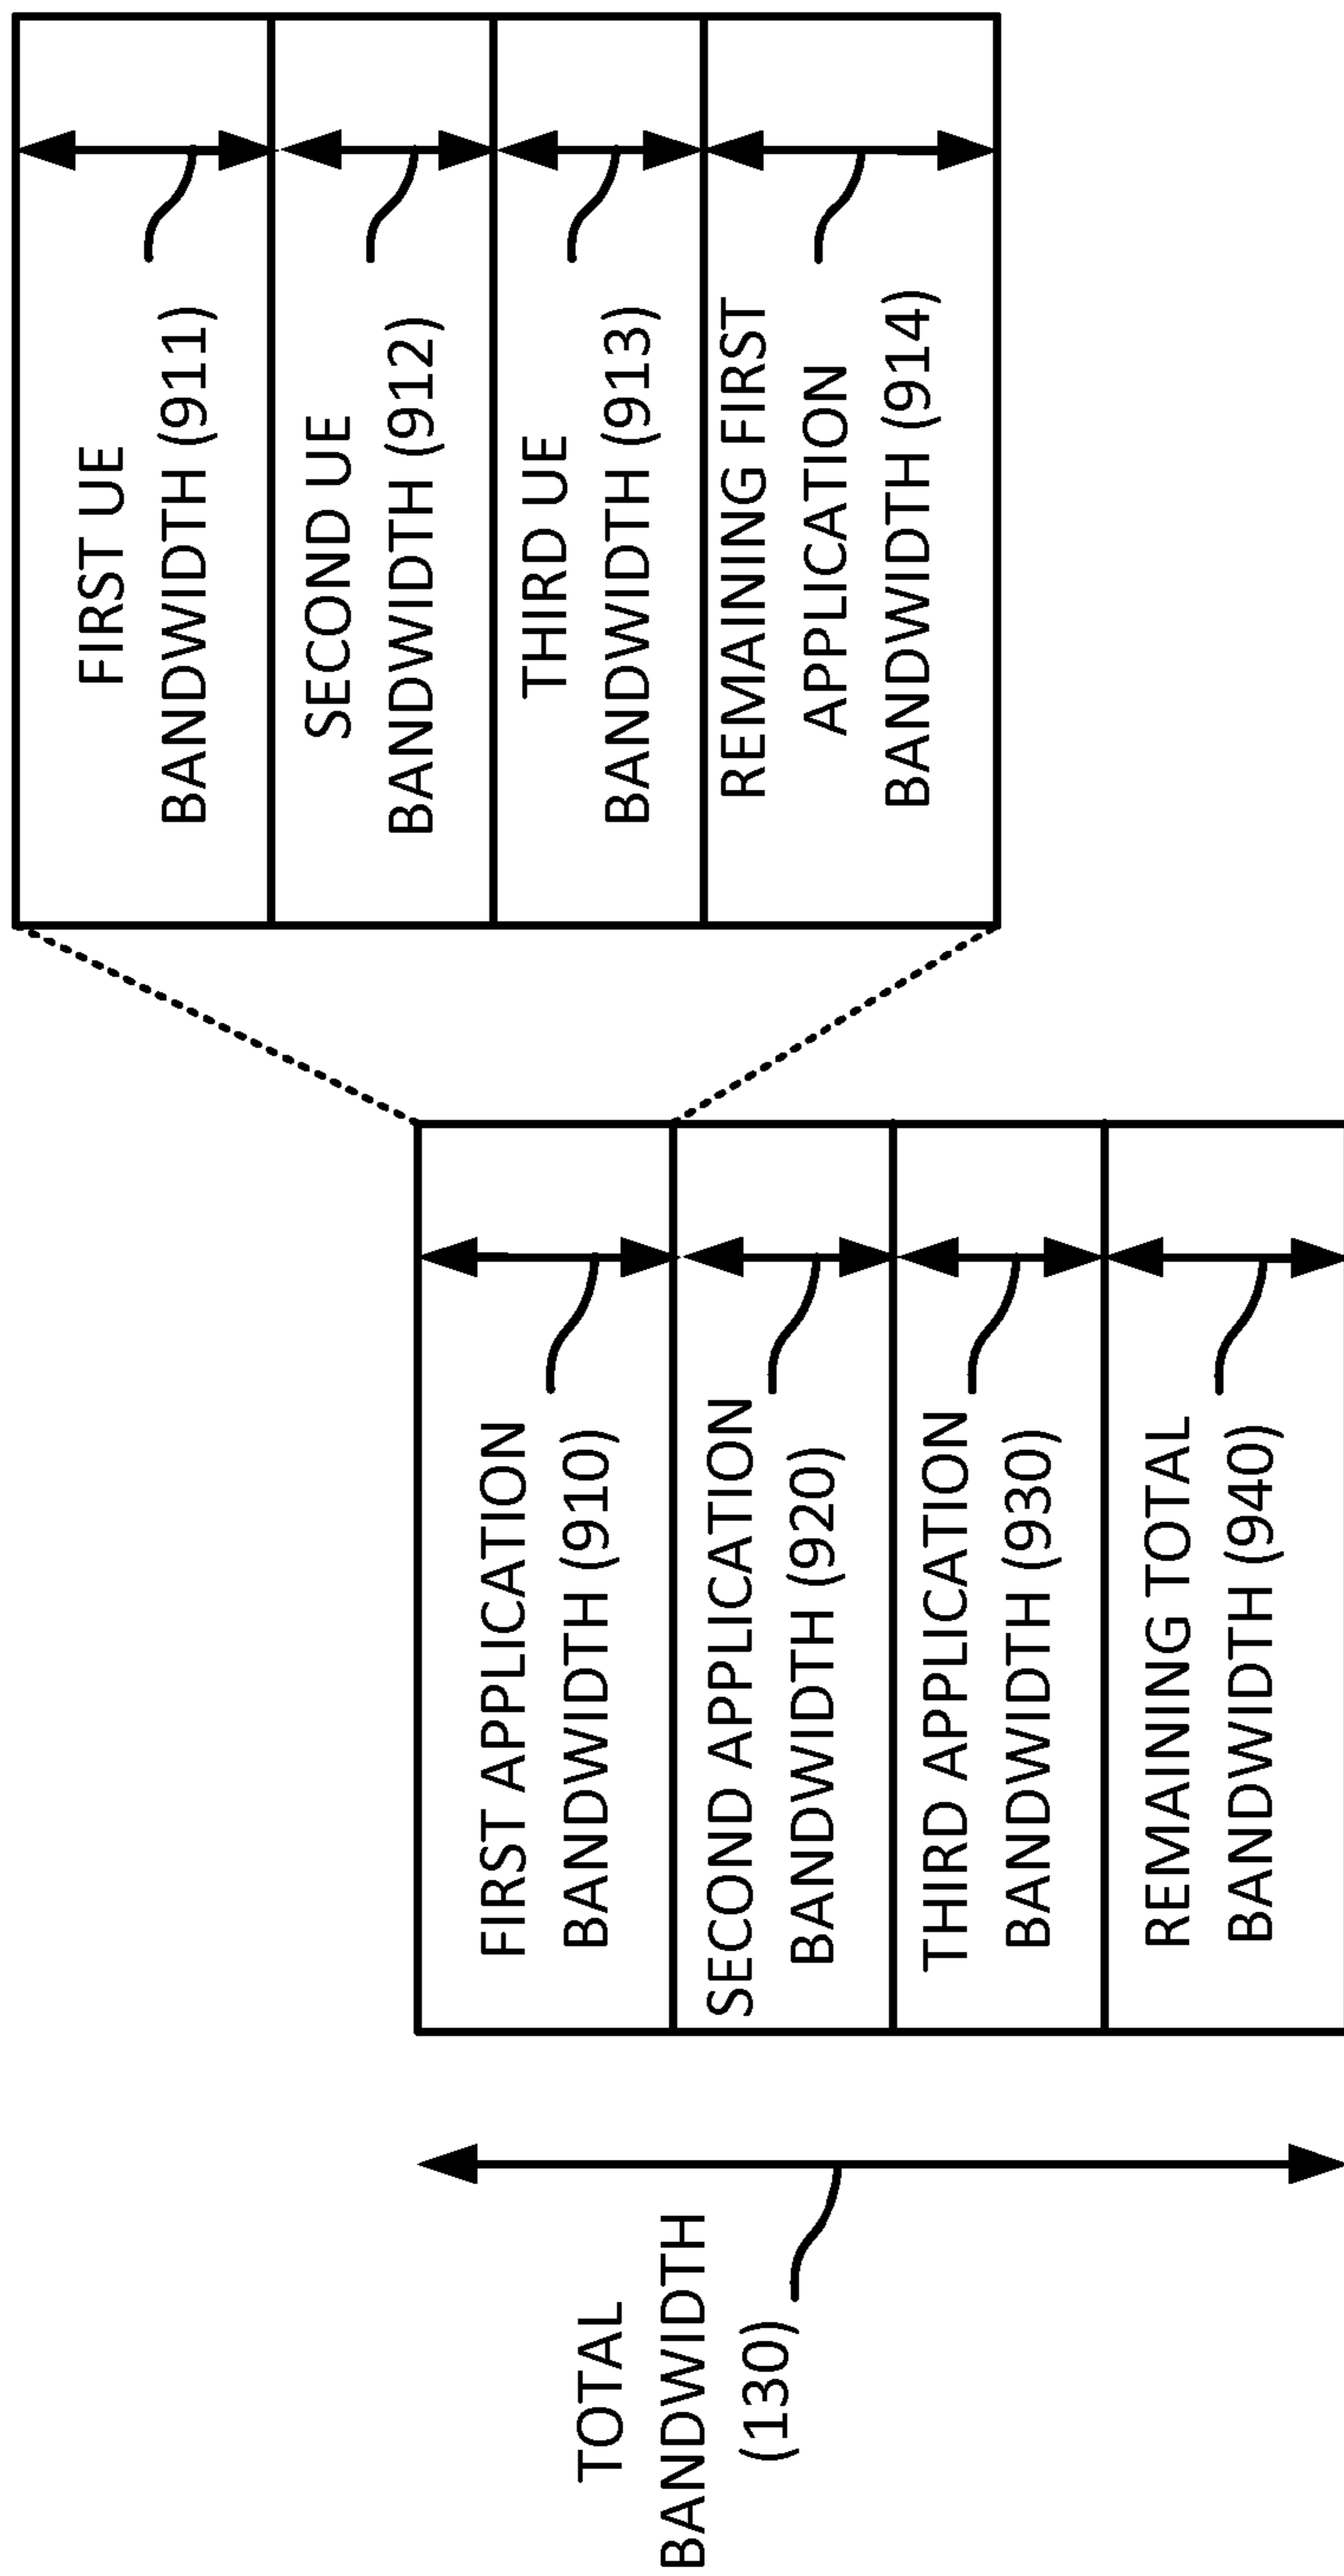 TOTAL
BANDWIDTH
(130)
FIRST APPLICATION
BANDWIDTH (910)
SECOND APPLICATION
BANDWIDTH (920)
THIRD APPLICATION
BANDWIDTH (930)
REMAINING TOTAL
BANDWIDTH (940)
FIRST UE
BANDWIDTH (911)
SECOND UE
BANDWIDTH (912)
THIRD UE
BANDWIDTH (913)
REMAINING FIRST
APPLICATION
BANDWIDTH (914)